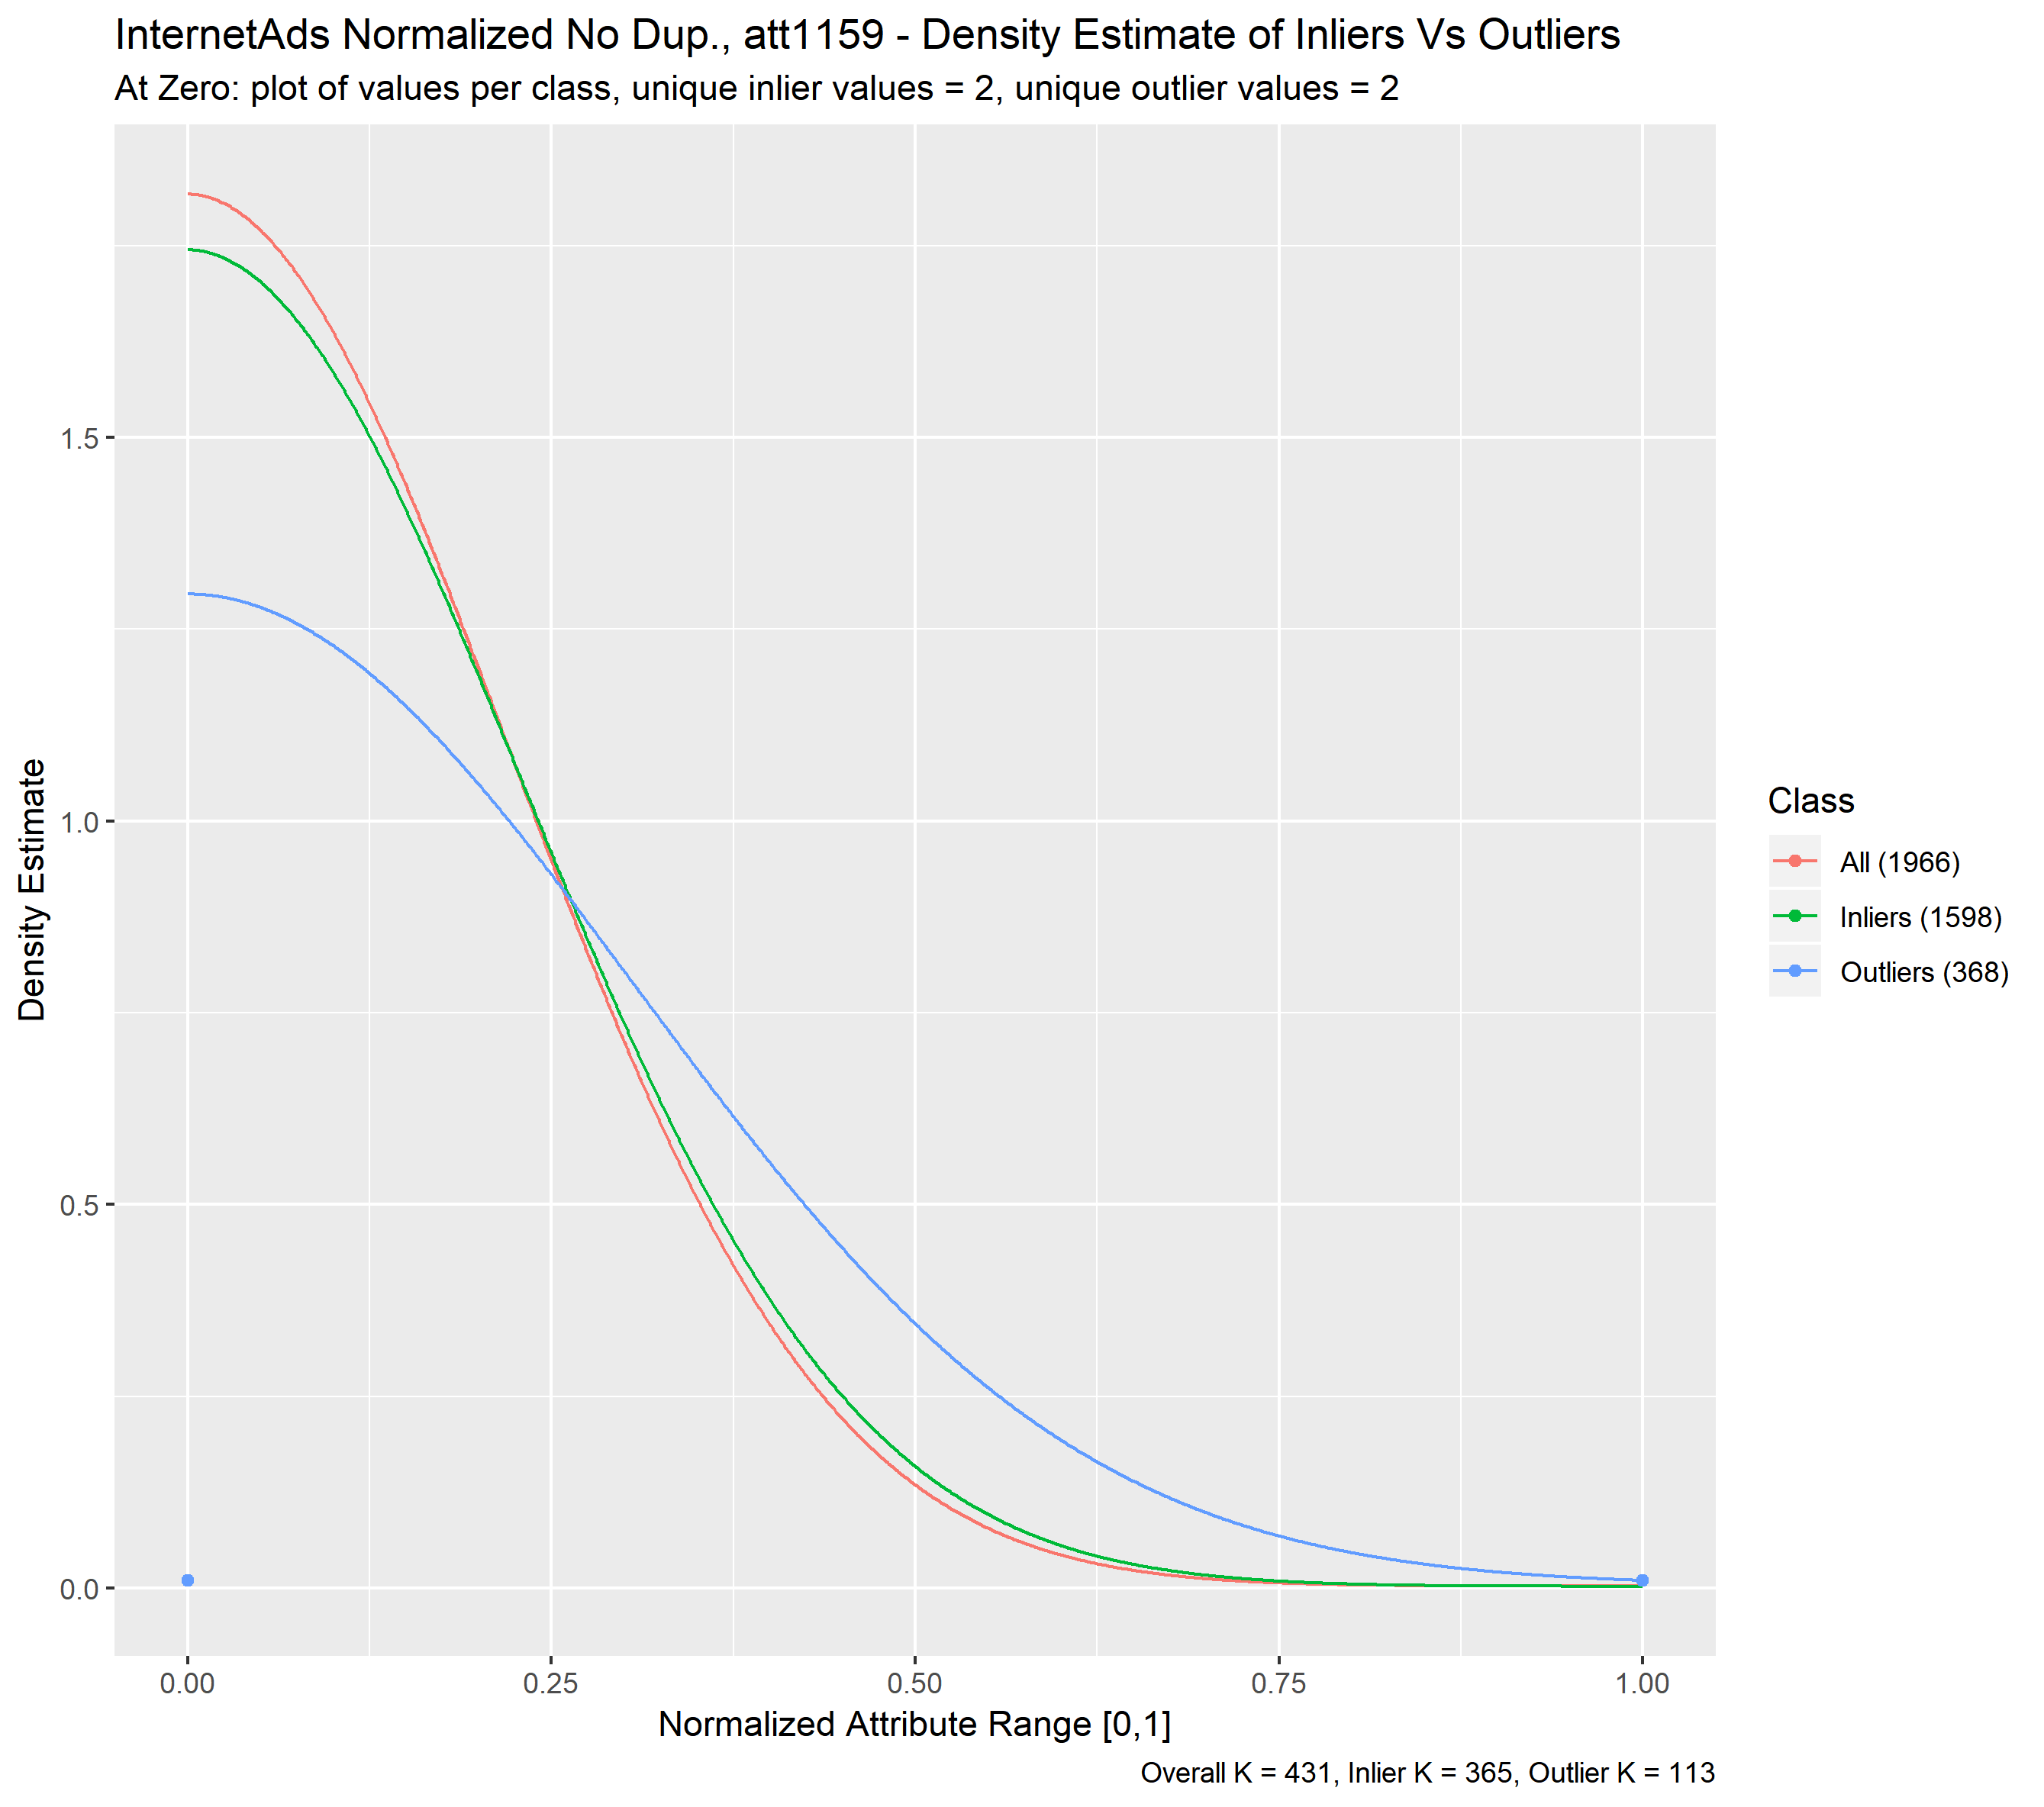 InternetAds Normalized No Dup., att1159 - Density Estimate of Inliers Vs Outliers
At Zero: plot of values per class, unique inlier values = 2, unique outlier values = 2
Density Estimate
1.5
1.0
0.5
0.0
0.00
0.25
0.50
0.75
1.00
Normalized Attribute Range [0,1]
Overall K = 431, Inlier K = 365, Outlier K = 113
Class
All (1966)
Inliers (1598)
Outliers (368)